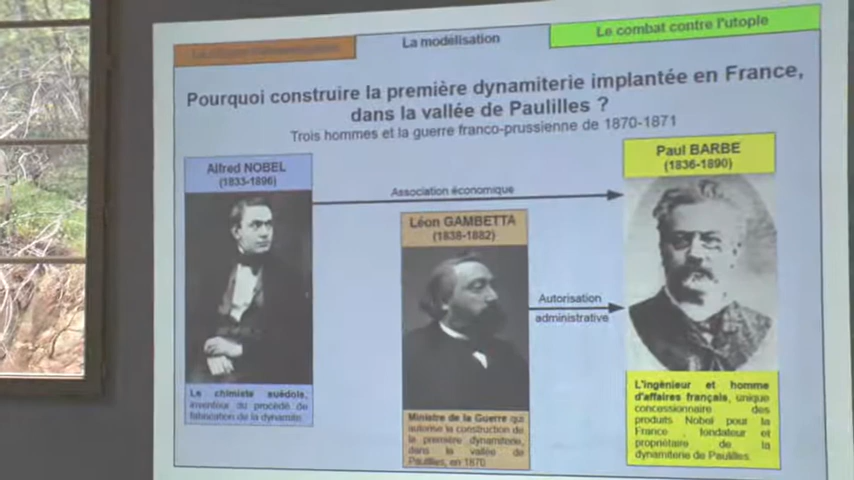 La modélisation
Le combat contre l'utopie
Pourquoi construire la première dynamiterie implantée en France,
dans la vallée de Paulilles ?
Trois hommes et la guerre franco-prussienne de 1870-1871
Alfred NOBEL
(1833-1896)
Association économique
Léon GAMBETTA
(1838-1882)
Paul BARBE
(1836-1890)
Autorisation
administrative
Le chimiste suédois,
inventeur du procédé de
fabrication de la dynamite.
Ministre de la Guerre qui
autorise la construction de
la première dynamiterie,
dans la vallée de
Paulilles, en 1870
L'ingénieur et homme
d'affaires français, unique
concessionnaire des
produits Nobel pour la
France, fondateur et
propriétaire de la
dynamiterie de Paulilles.